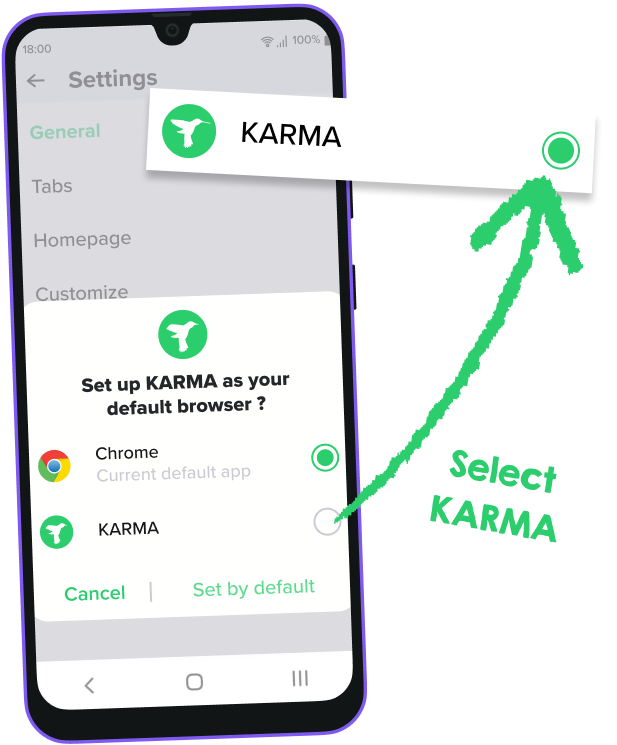 18:00
100%
Settings
General
KARMA
Tabs
Homepage
Customize
Set up KARMA as your
default browser ?
Chrome
Current default app
KARMA
Cancel | Set by default
Select
KARMA